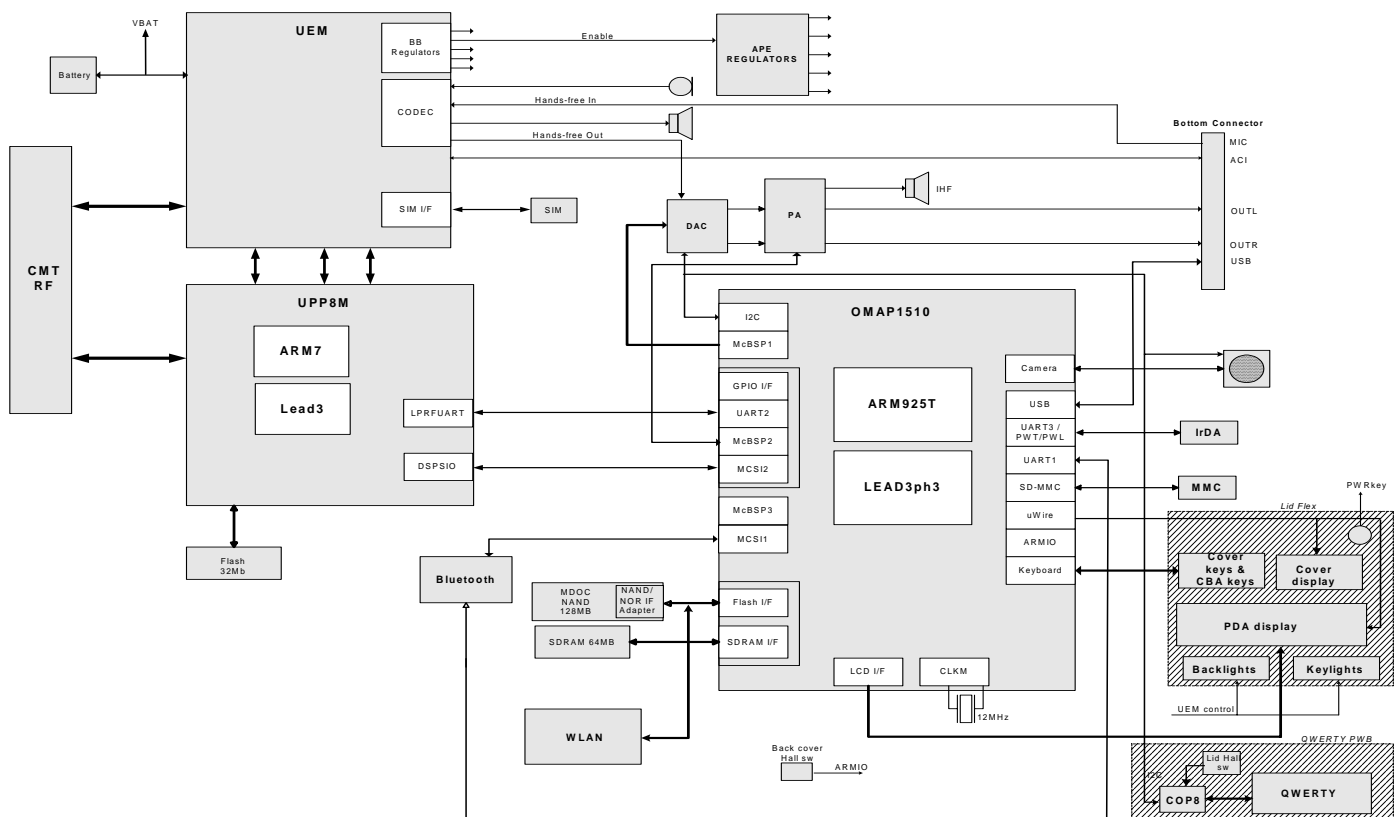 VBAT
UEM
BB
Regulators
Enable
APE
REGULATORS
Battery
CODEC
Hands-free In
Hands-free Out
Bottom Connector
MIC
ACI
SIM I/F
SIM
DAC
PA
IHF
OUTL
OUTR
USB
CMT
RF
UPP8M
ARM7
Lead3
LPRFUART
DSPSIO
Flash
32Mb
OMAP1510
I2C
McBSP1
GPIO I/F
UART2
McBSP2
MCSI2
McBSP3
MCSI1
Flash I/F
SDRAM I/F
ARM925T
LEAD3ph3
LCD I/F
CLKM
12MHz
Camera
USB
UART3 /
PWT/PWL
UART1
SD-MMC
uWire
ARMIO
Keyboard
IrDA
MMC
PWRkey
Lid Flex
Cover
keys &
CBA keys
Cover
display
PDA display
Backlights
Keylights
UEM control
Bluetooth
MDOC
NAND
128MB
NAND/
NOR IF
Adapter
SDRAM 64MB
WLAN
Back cover
Hall sw
ARMIO
QWERTY PWB
I2C
Lid Hall
sw
COP8
QWERTY